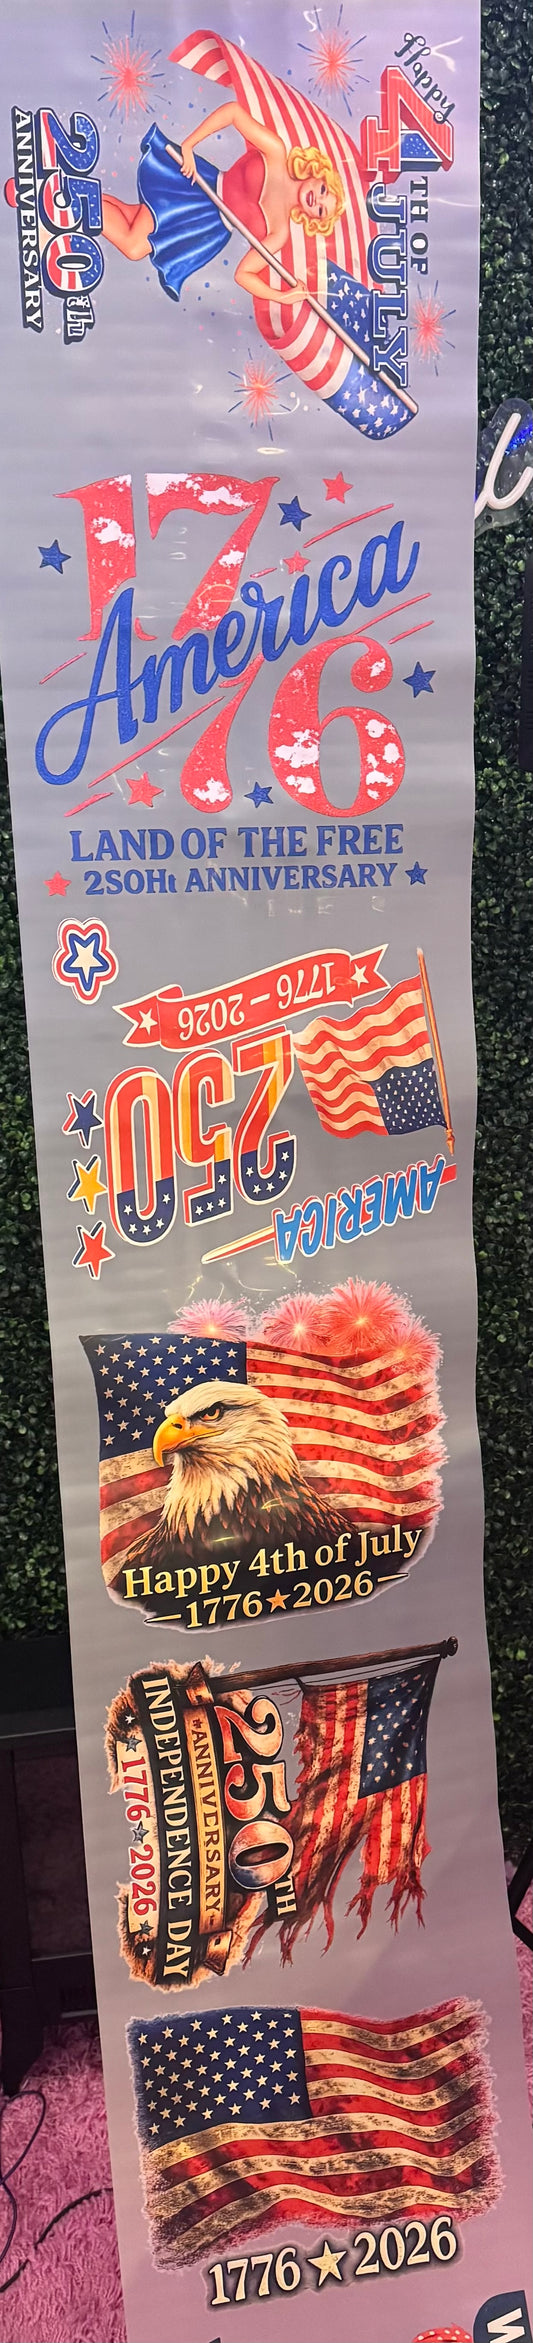 Happy
4TH OF
JULY
250th
ANNIVERSARY
1776
America
LAND OF THE FREE
2SOHt ANNIVERSARY
1776 – 2026
250
AMERICA
Happy 4th of July
1776★2026
250TH
ANNIVERSARY
INDEPENDENCE DAY
1776★2026
1776★2026